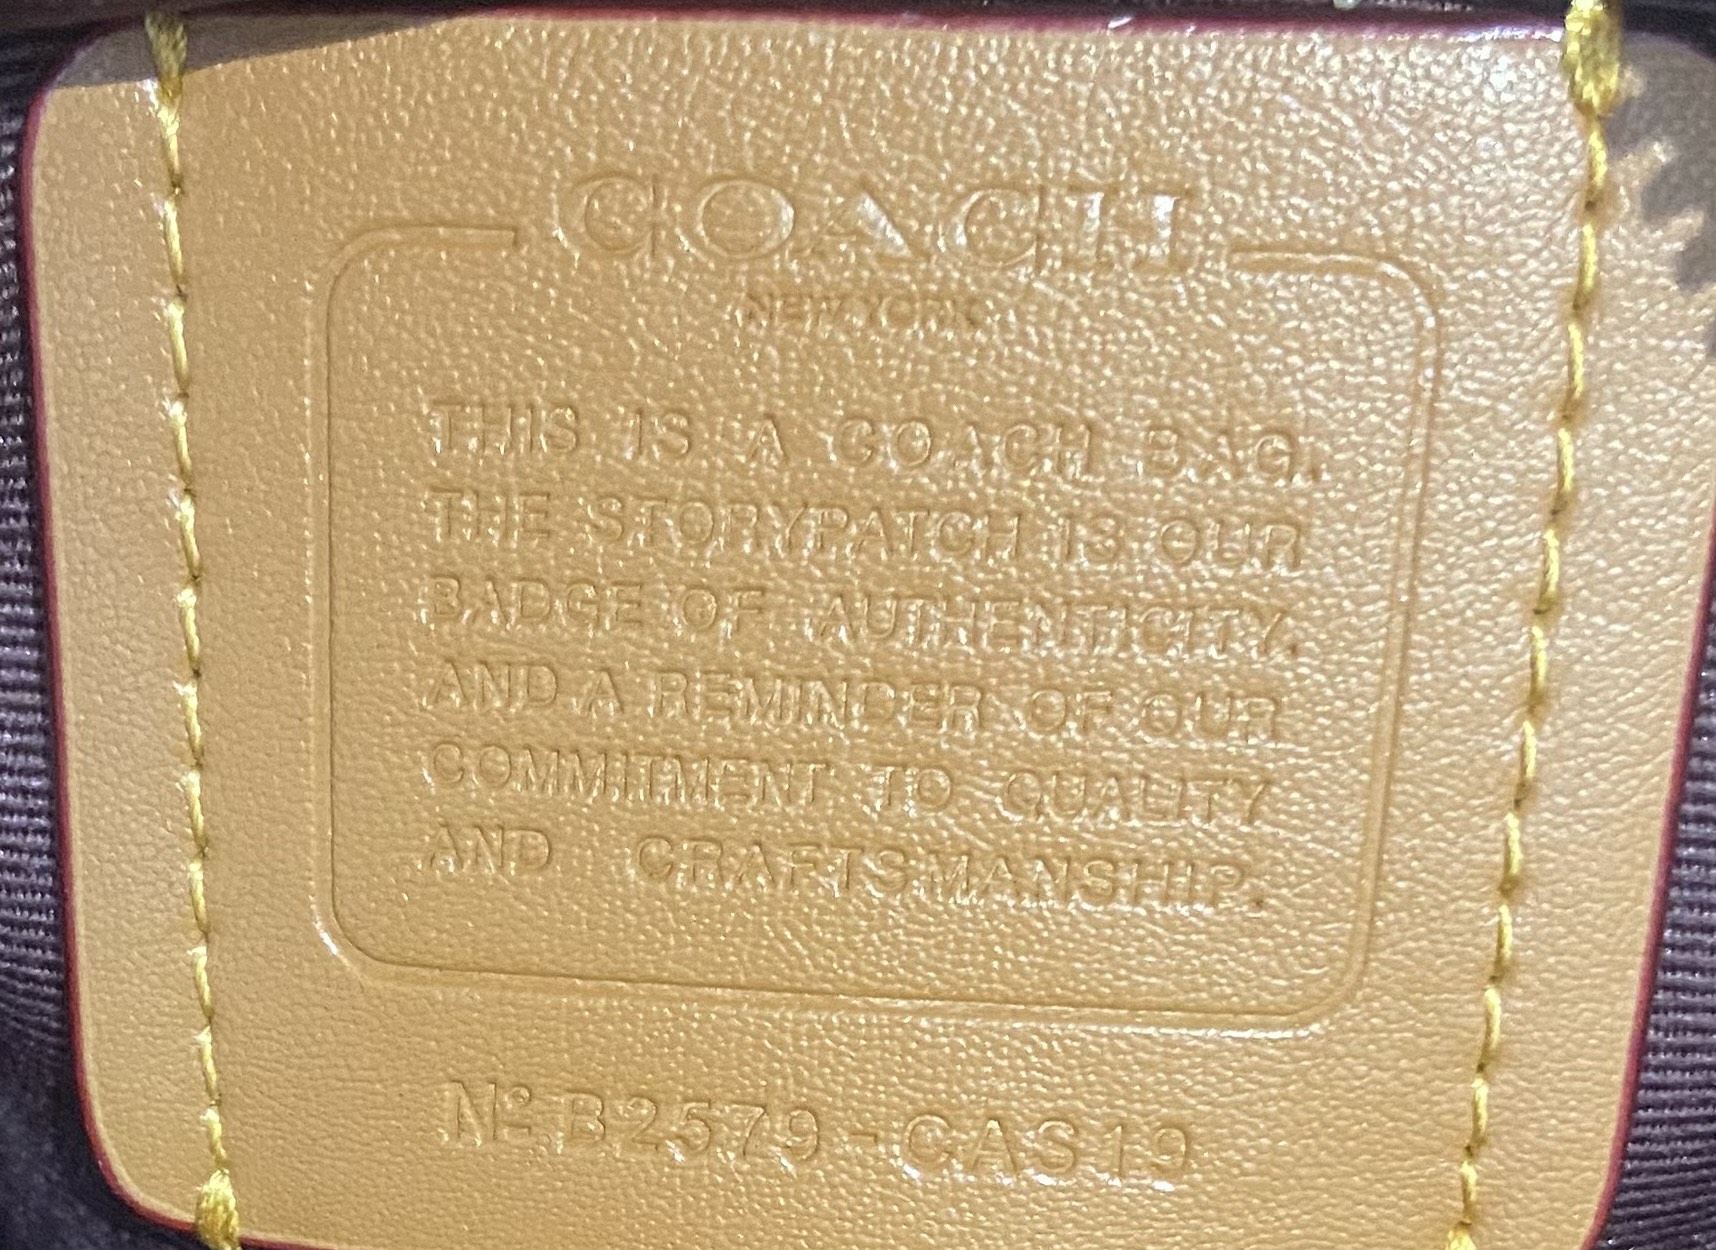 COACH
NEW YORK
THIS IS A COACH BAG.
THE STORYPATCH IS OUR
BADGE OF AUTHENTICITY,
AND A REMINDER OF OUR
COMMITMENT TO QUALITY
AND CRAFTSMANSHIP.
Nº B2579-CAS19